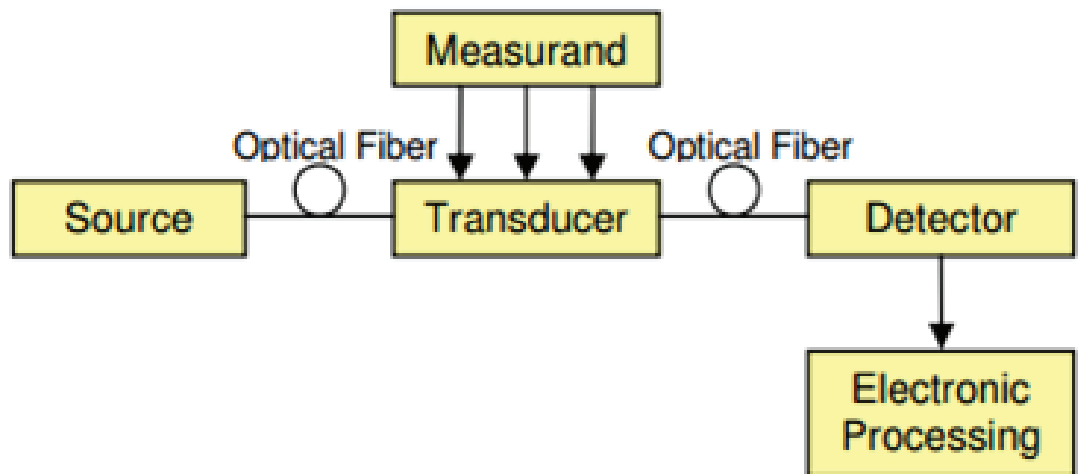 Measurand
Optical Fiber
Optical Fiber
Source
Transducer
Detector
Electronic
Processing